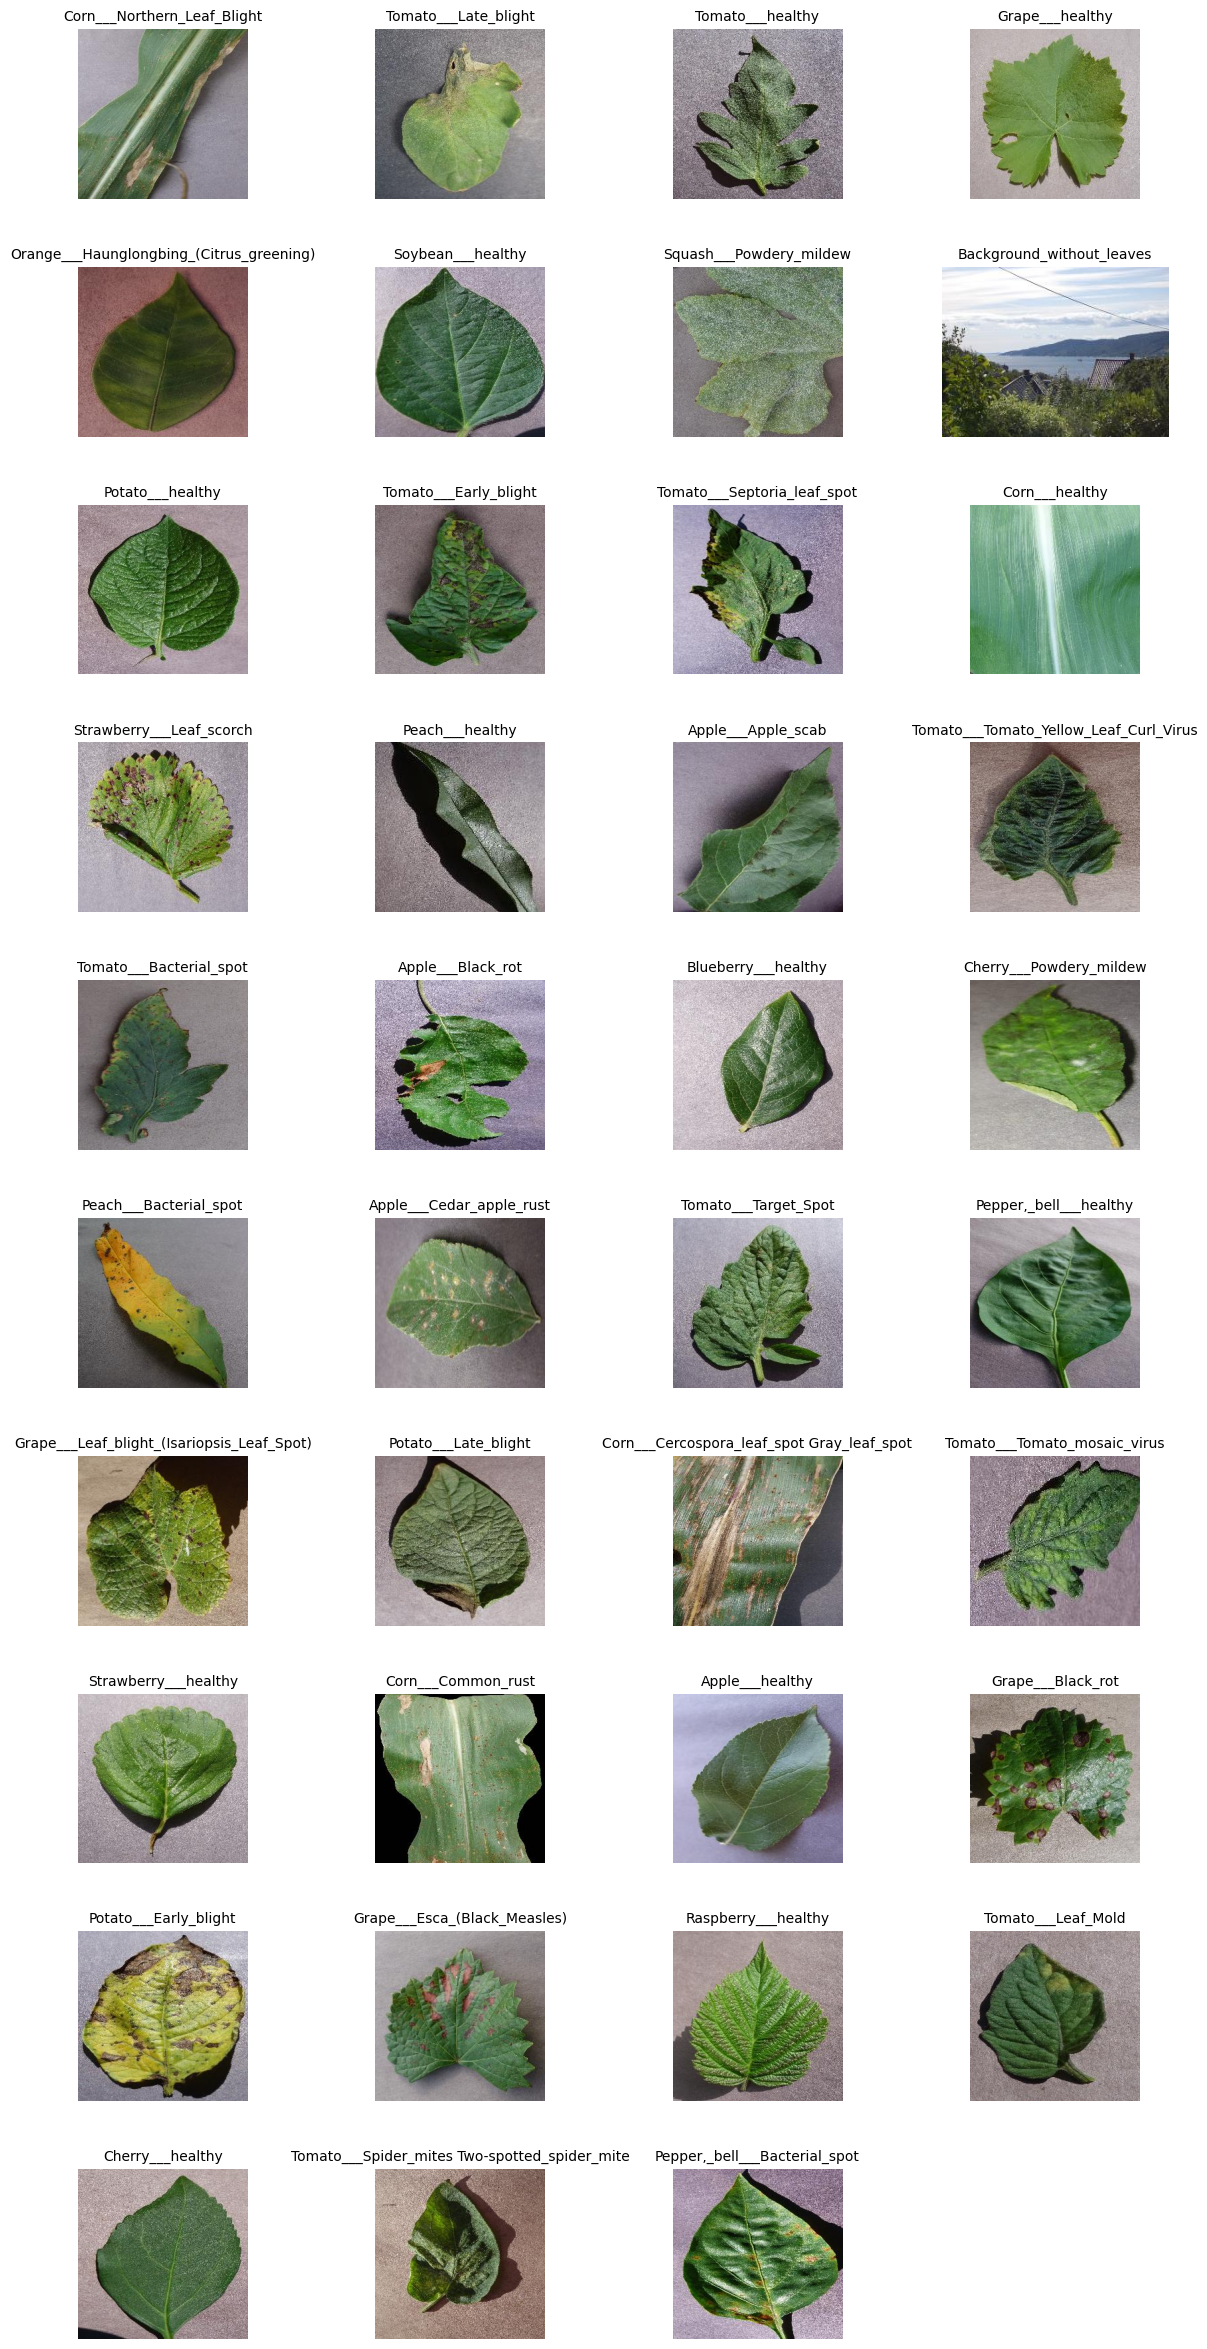 Corn___Northern_Leaf_Blight
Tomato___Late_blight
Tomato___healthy
Grape___healthy
Orange___Haunglongbing_(Citrus_greening)
Soybean___healthy
Squash___Powdery_mildew
Background_without_leaves
Potato___healthy
Tomato___Early_blight
Tomato___Septoria_leaf_spot
Corn___healthy
Strawberry___Leaf_scorch
Peach___healthy
Apple___Apple_scab
Tomato___Tomato_Yellow_Leaf_Curl_Virus
Tomato___Bacterial_spot
Apple___Black_rot
Blueberry___healthy
Cherry___Powdery_mildew
Peach___Bacterial_spot
Apple___Cedar_apple_rust
Tomato___Target_Spot
Pepper,_bell___healthy
Grape___Leaf_blight_(Isariopsis_Leaf_Spot)
Potato___Late_blight
Corn___Cercospora_leaf_spot Gray_leaf_spot
Tomato___Tomato_mosaic_virus
Strawberry___healthy
Corn___Common_rust
Apple___healthy
Grape___Black_rot
Potato___Early_blight
Grape___Esca_(Black_Measles)
Raspberry___healthy
Tomato___Leaf_Mold
Cherry___healthy
Tomato___Spider_mites Two-spotted_spider_mite
Pepper,_bell___Bacterial_spot